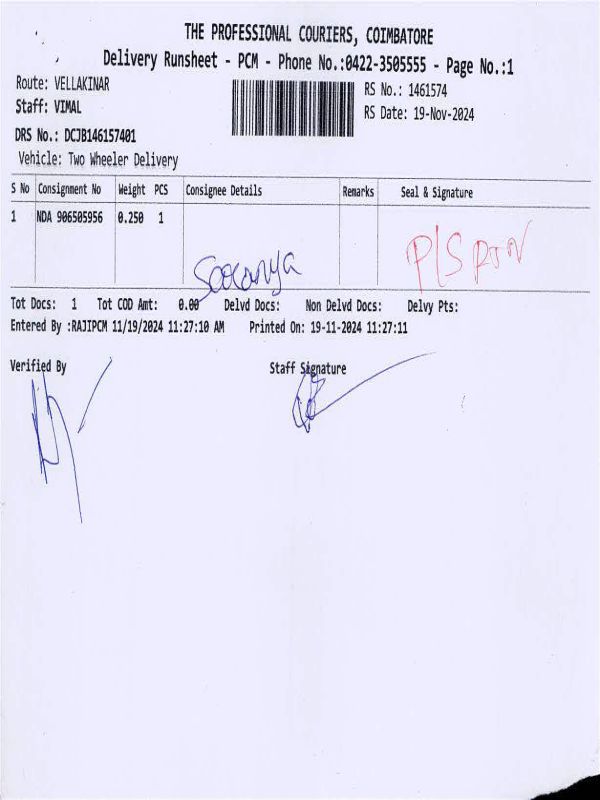 THE PROFESSIONAL COURIERS, COIMBATORE
Delivery Runsheet - PCM - Phone No.:0422-3505555 - Page No.:1
Route: VELLAKINAR
RS No.: 1461574
Staff: VIMAL
RS Date: 19-Nov-2024
DRS No.: DCJB146157401
Vehicle: Two Wheeler Delivery
S No Consignment No Weight PCS Consignee Details Remarks Seal & Signature
1 NDA 906505956 0.250 1
P/S RTN
Tot Docs: 1 Tot COD Amt: 0.00 Delvd Docs: Non Delvd Docs: Delvy Pts:
Entered By :RAJIPCM 11/19/2024 11:27:10 AM Printed On: 19-11-2024 11:27:11
Verified By Staff Signature